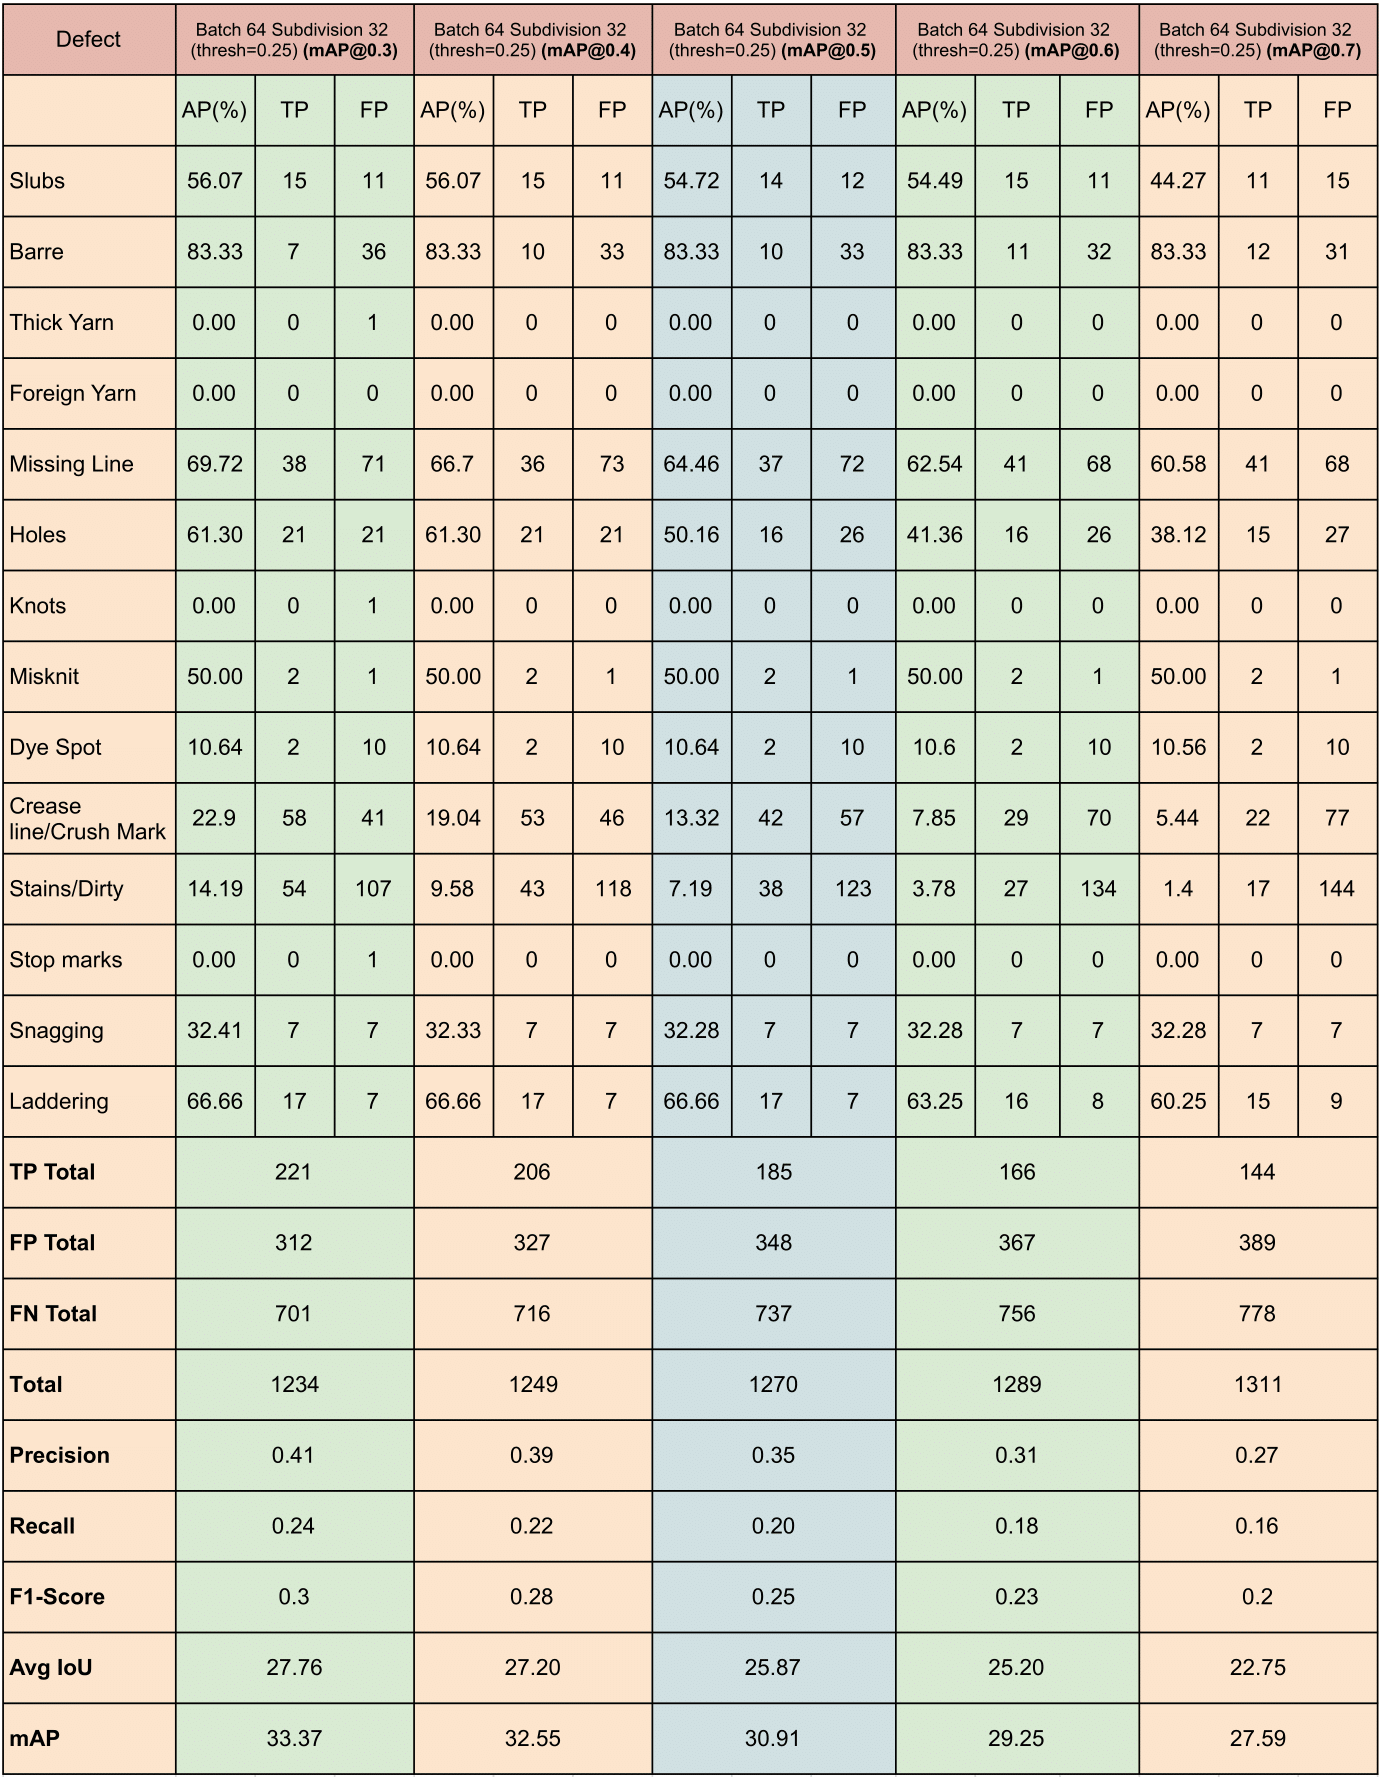 Defect Batch 64 Subdivision 32 (thresh=0.25) (mAP@0.3) Batch 64 Subdivision 32 (thresh=0.25) (mAP@0.4) Batch 64 Subdivision 32 (thresh=0.25) (mAP@0.5) Batch 64 Subdivision 32 (thresh=0.25) (mAP@0.6) Batch 64 Subdivision 32 (thresh=0.25) (mAP@0.7)
AP(%) TP FP AP(%) TP FP AP(%) TP FP AP(%) TP FP AP(%) TP FP
Slubs 56.07 15 11 56.07 15 11 54.72 14 12 54.49 15 11 44.27 11 15
Barre 83.33 7 36 83.33 10 33 83.33 10 33 83.33 11 32 83.33 12 31
Thick Yarn 0.00 0 1 0.00 0 0 0.00 0 0 0.00 0 0 0.00 0 0
Foreign Yarn 0.00 0 0 0.00 0 0 0.00 0 0 0.00 0 0 0.00 0 0
Missing Line 69.72 38 71 66.7 36 73 64.46 37 72 62.54 41 68 60.58 41 68
Holes 61.30 21 21 61.30 21 21 50.16 16 26 41.36 16 26 38.12 15 27
Knots 0.00 0 1 0.00 0 0 0.00 0 0 0.00 0 0 0.00 0 0
Misknit 50.00 2 1 50.00 2 1 50.00 2 1 50.00 2 1 50.00 2 1
Dye Spot 10.64 2 10 10.64 2 10 10.64 2 10 10.6 2 10 10.56 2 10
Crease line/Crush Mark 22.9 58 41 19.04 53 46 13.32 42 57 7.85 29 70 5.44 22 77
Stains/Dirty 14.19 54 107 9.58 43 118 7.19 38 123 3.78 27 134 1.4 17 144
Stop marks 0.00 0 1 0.00 0 0 0.00 0 0 0.00 0 0 0.00 0 0
Snagging 32.41 7 7 32.33 7 7 32.28 7 7 32.28 7 7 32.28 7 7
Laddering 66.66 17 7 66.66 17 7 66.66 17 7 63.25 16 8 60.25 15 9
TP Total 221 206 185 166 144
FP Total 312 327 348 367 389
FN Total 701 716 737 756 778
Total 1234 1249 1270 1289 1311
Precision 0.41 0.39 0.35 0.31 0.27
Recall 0.24 0.22 0.20 0.18 0.16
F1-Score 0.3 0.28 0.25 0.23 0.2
Avg IoU 27.76 27.20 25.87 25.20 22.75
mAP 33.37 32.55 30.91 29.25 27.59